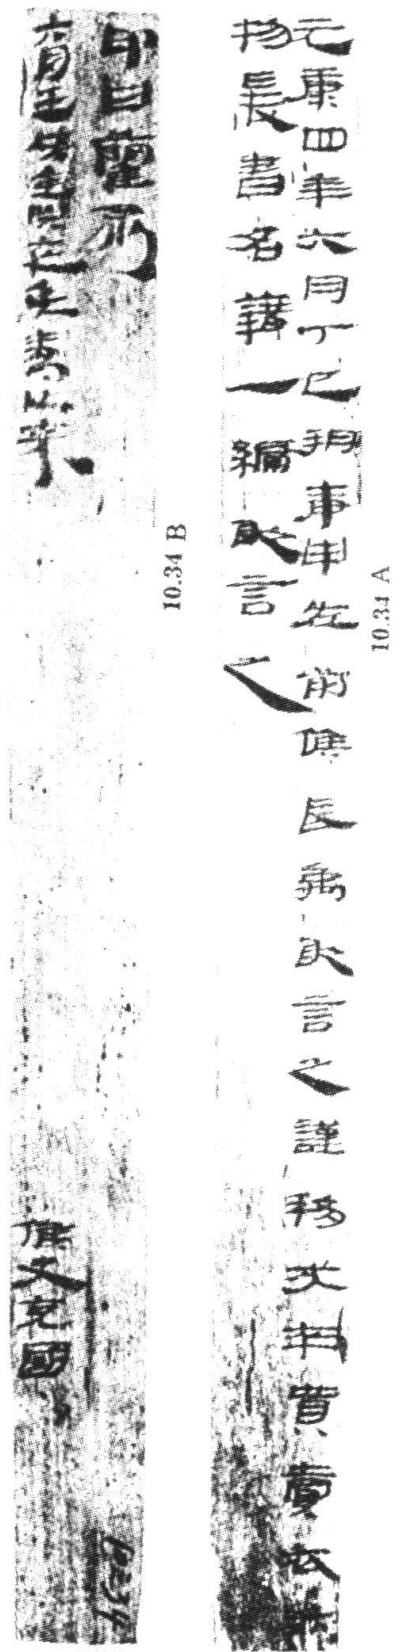 元康四年六月丁巳朔庚申左前候長禹敢言之謹移戍卒貰賣衣財
物爰書名籍一編敢言之
10.34 A
印曰蘭禹
六月壬戌金關卒延壽以來 候史充國
10.34 B